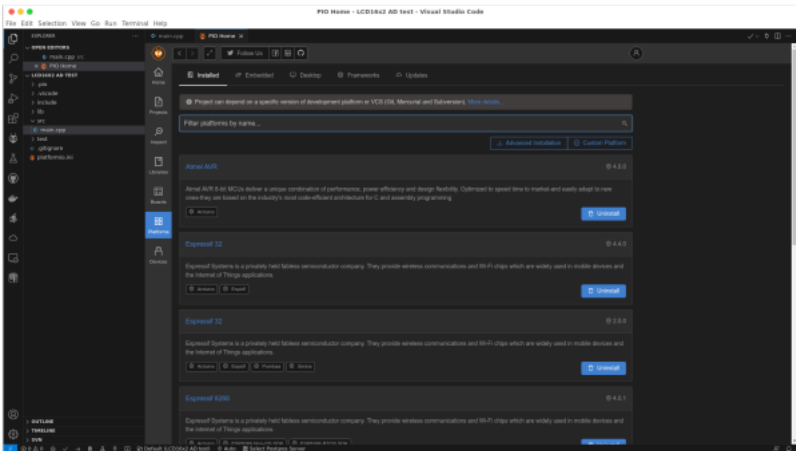 PIO Home - LCD16x2 AD test - Visual Studio Code
File Edit Selection View Go Run Terminal Help
EXPLORER
main.cpp
PIO Home
OPEN EDITORS
main.cpp src
PIO Home
LCD16X2 AD TEST
.pio
.vscode
include
lib
src
main.cpp
test
.gitignore
platformio.ini
OUTLINE
TIMELINE
Follow Us
Home
Projects
Inspect
Libraries
Boards
Platforms
Devices
Installed
Embedded
Desktop
Frameworks
Updates
Project can depend on a specific version of development platform or VCS (Git, Mercurial and Subversion). More details...
Filter platforms by name...
Advanced Installation
Custom Platform
Atmel AVR
Atmel AVR 8-bit MCUs deliver a unique combination of performance, power efficiency and design flexibility. Optimized to speed time to market and easily adapt to new
ones-they are based on the industry's most code-efficient architecture for C and assembly programming
Arduino
Uninstall
Espressif 32
4.4.0
Espressif Systems is a privately held fabless semiconductor company. They provide wireless communications and Wi-Fi chips which are widely used in mobile devices and
the Internet of Things applications.
Arduino
Espidf
Uninstall
Espressif 32
Espressif Systems is a privately held fabless semiconductor company. They provide wireless communications and Wi-Fi chips which are widely used in mobile devices and
the Internet of Things applications.
Arduino
Espidf
Pumbaa
Simba
Uninstall
Espressif 8266
Espressif Systems is a privately held fabless semiconductor company. They provide wireless communications and Wi-Fi chips which are widely used in mobile devices and
the Internet of Things applications.
Default (LCD16x2 AD test)
Auto
Select Postgres Server